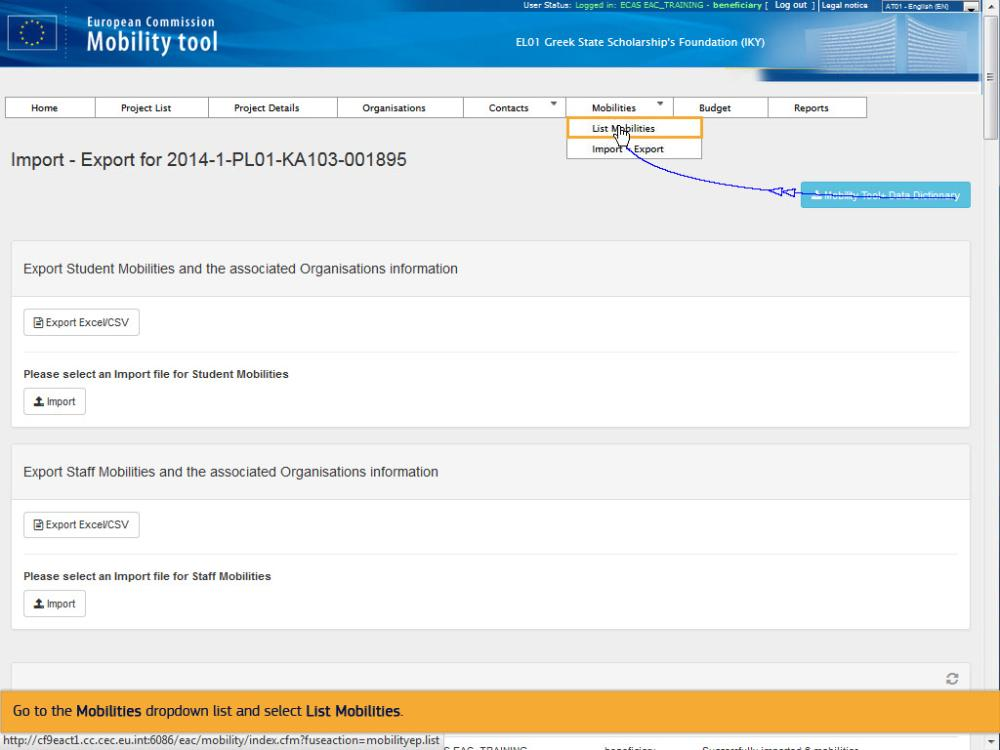 User Status: Logged in: ECAS EAC_TRAINING - beneficiary [ Log out ] Legal notice AT01 - English (EN)
European Commission
Mobility tool
EL01 Greek State Scholarship's Foundation (IKY)
Home Project List Project Details Organisations Contacts Mobilities Budget Reports
List Mobilities
Import - Export
Import - Export for 2014-1-PL01-KA103-001895
Mobility Tool+ Data Dictionary
Export Student Mobilities and the associated Organisations information
Export Excel/CSV
Please select an Import file for Student Mobilities
Import
Export Staff Mobilities and the associated Organisations information
Export Excel/CSV
Please select an Import file for Staff Mobilities
Import
Go to the Mobilities dropdown list and select List Mobilities.
http://cf9eact1.cc.cec.eu.int:6086/eac/mobility/index.cfm?fuseaction=mobilityep.list
EAC_TRAINING beneficiary Successfully imported mobilities